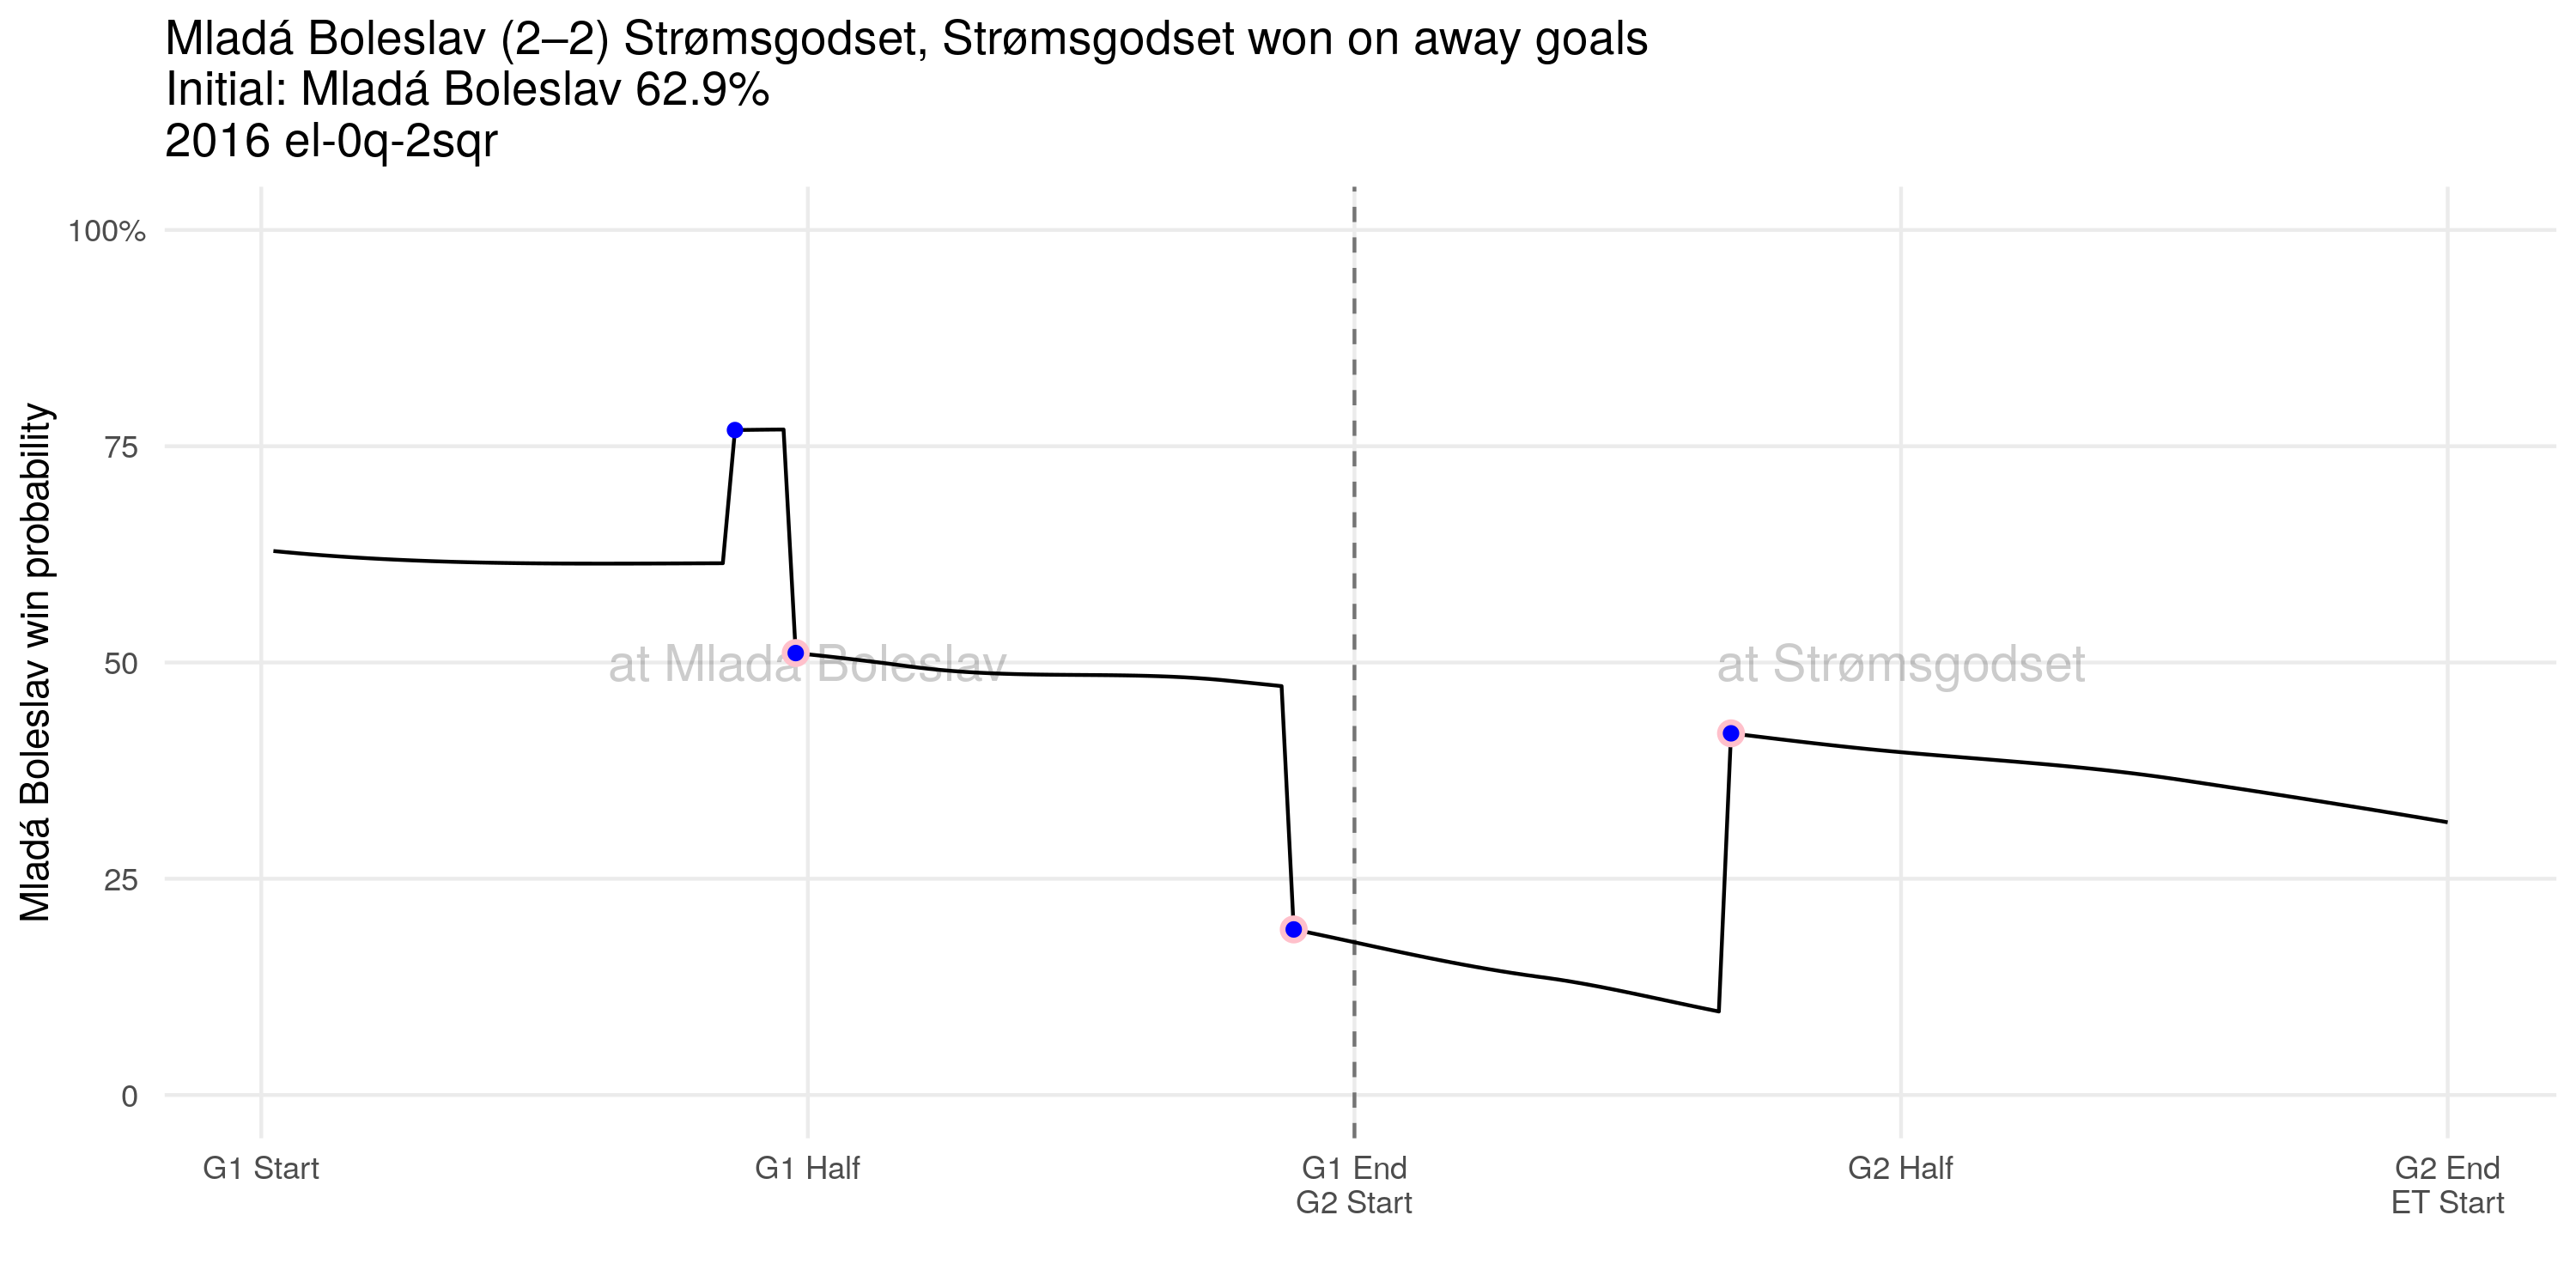 Mladá Boleslav (2–2) Strømsgodset, Strømsgodset won on away goals
Initial: Mladá Boleslav 62.9%
2016 el-0q-2sqr
Mladá Boleslav win probability
100%
75
50
25
0
at Mladá Boleslav
at Strømsgodset
G1 Start
G1 Half
G1 End
G2 Start
G2 Half
G2 End
ET Start